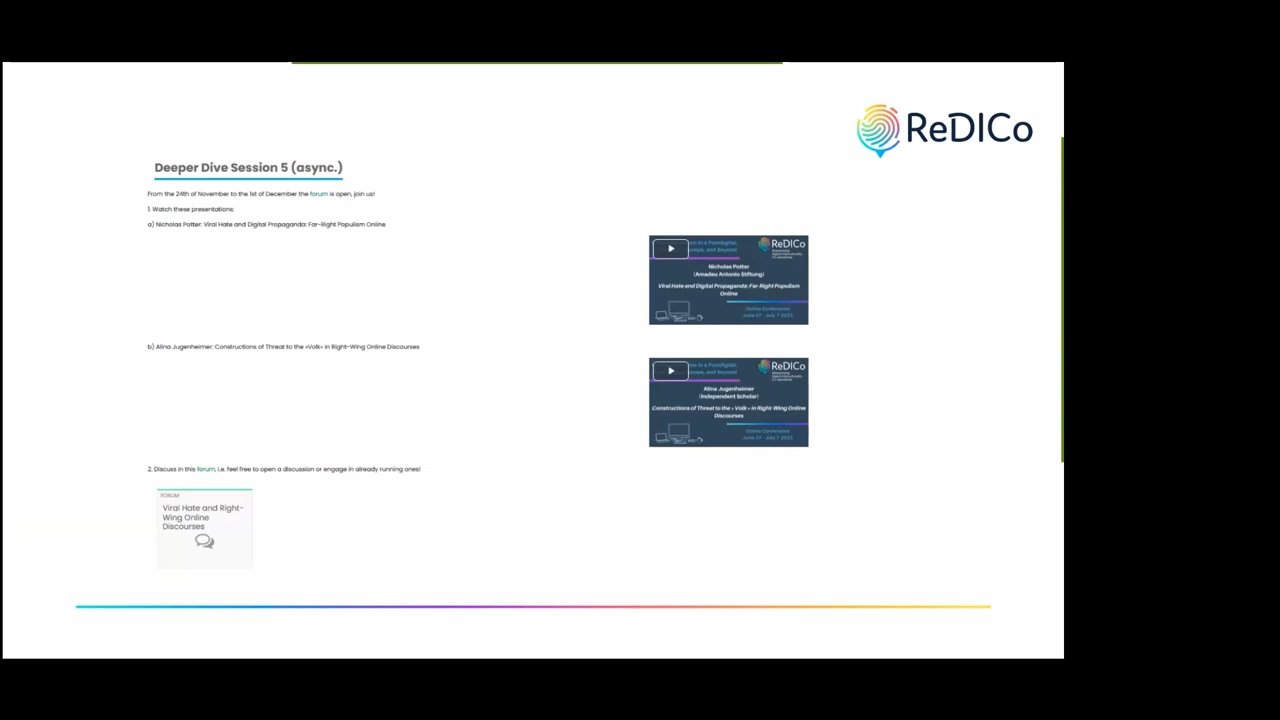 ReDICo
Deeper Dive Session 5 (async.)
From the 24th of November to the 1st of December the forum is open, join us!
1. Watch these presentations:
a) Nicholas Potter: Viral Hate and Digital Propaganda: Far-Right Populism Online
ReDICo
Nicholas Potter
(Amadeu Antonio Stiftung)
Viral Hate and Digital Propaganda: Far-Right Populism
Online
Online Conference
b) Alina Jugenheimer: Constructions of Threat to the »Volk« in Right-Wing Online Discourses
ReDICo
Alina Jugenheimer
(Independent Scholar)
Constructions of Threat to the »Volk« in Right-Wing Online
Discourses
Online Conference
2. Discuss in this forum, i.e. feel free to open a discussion or engage in already running ones!
FORUM
Viral Hate and Right-
Wing Online
Discourses